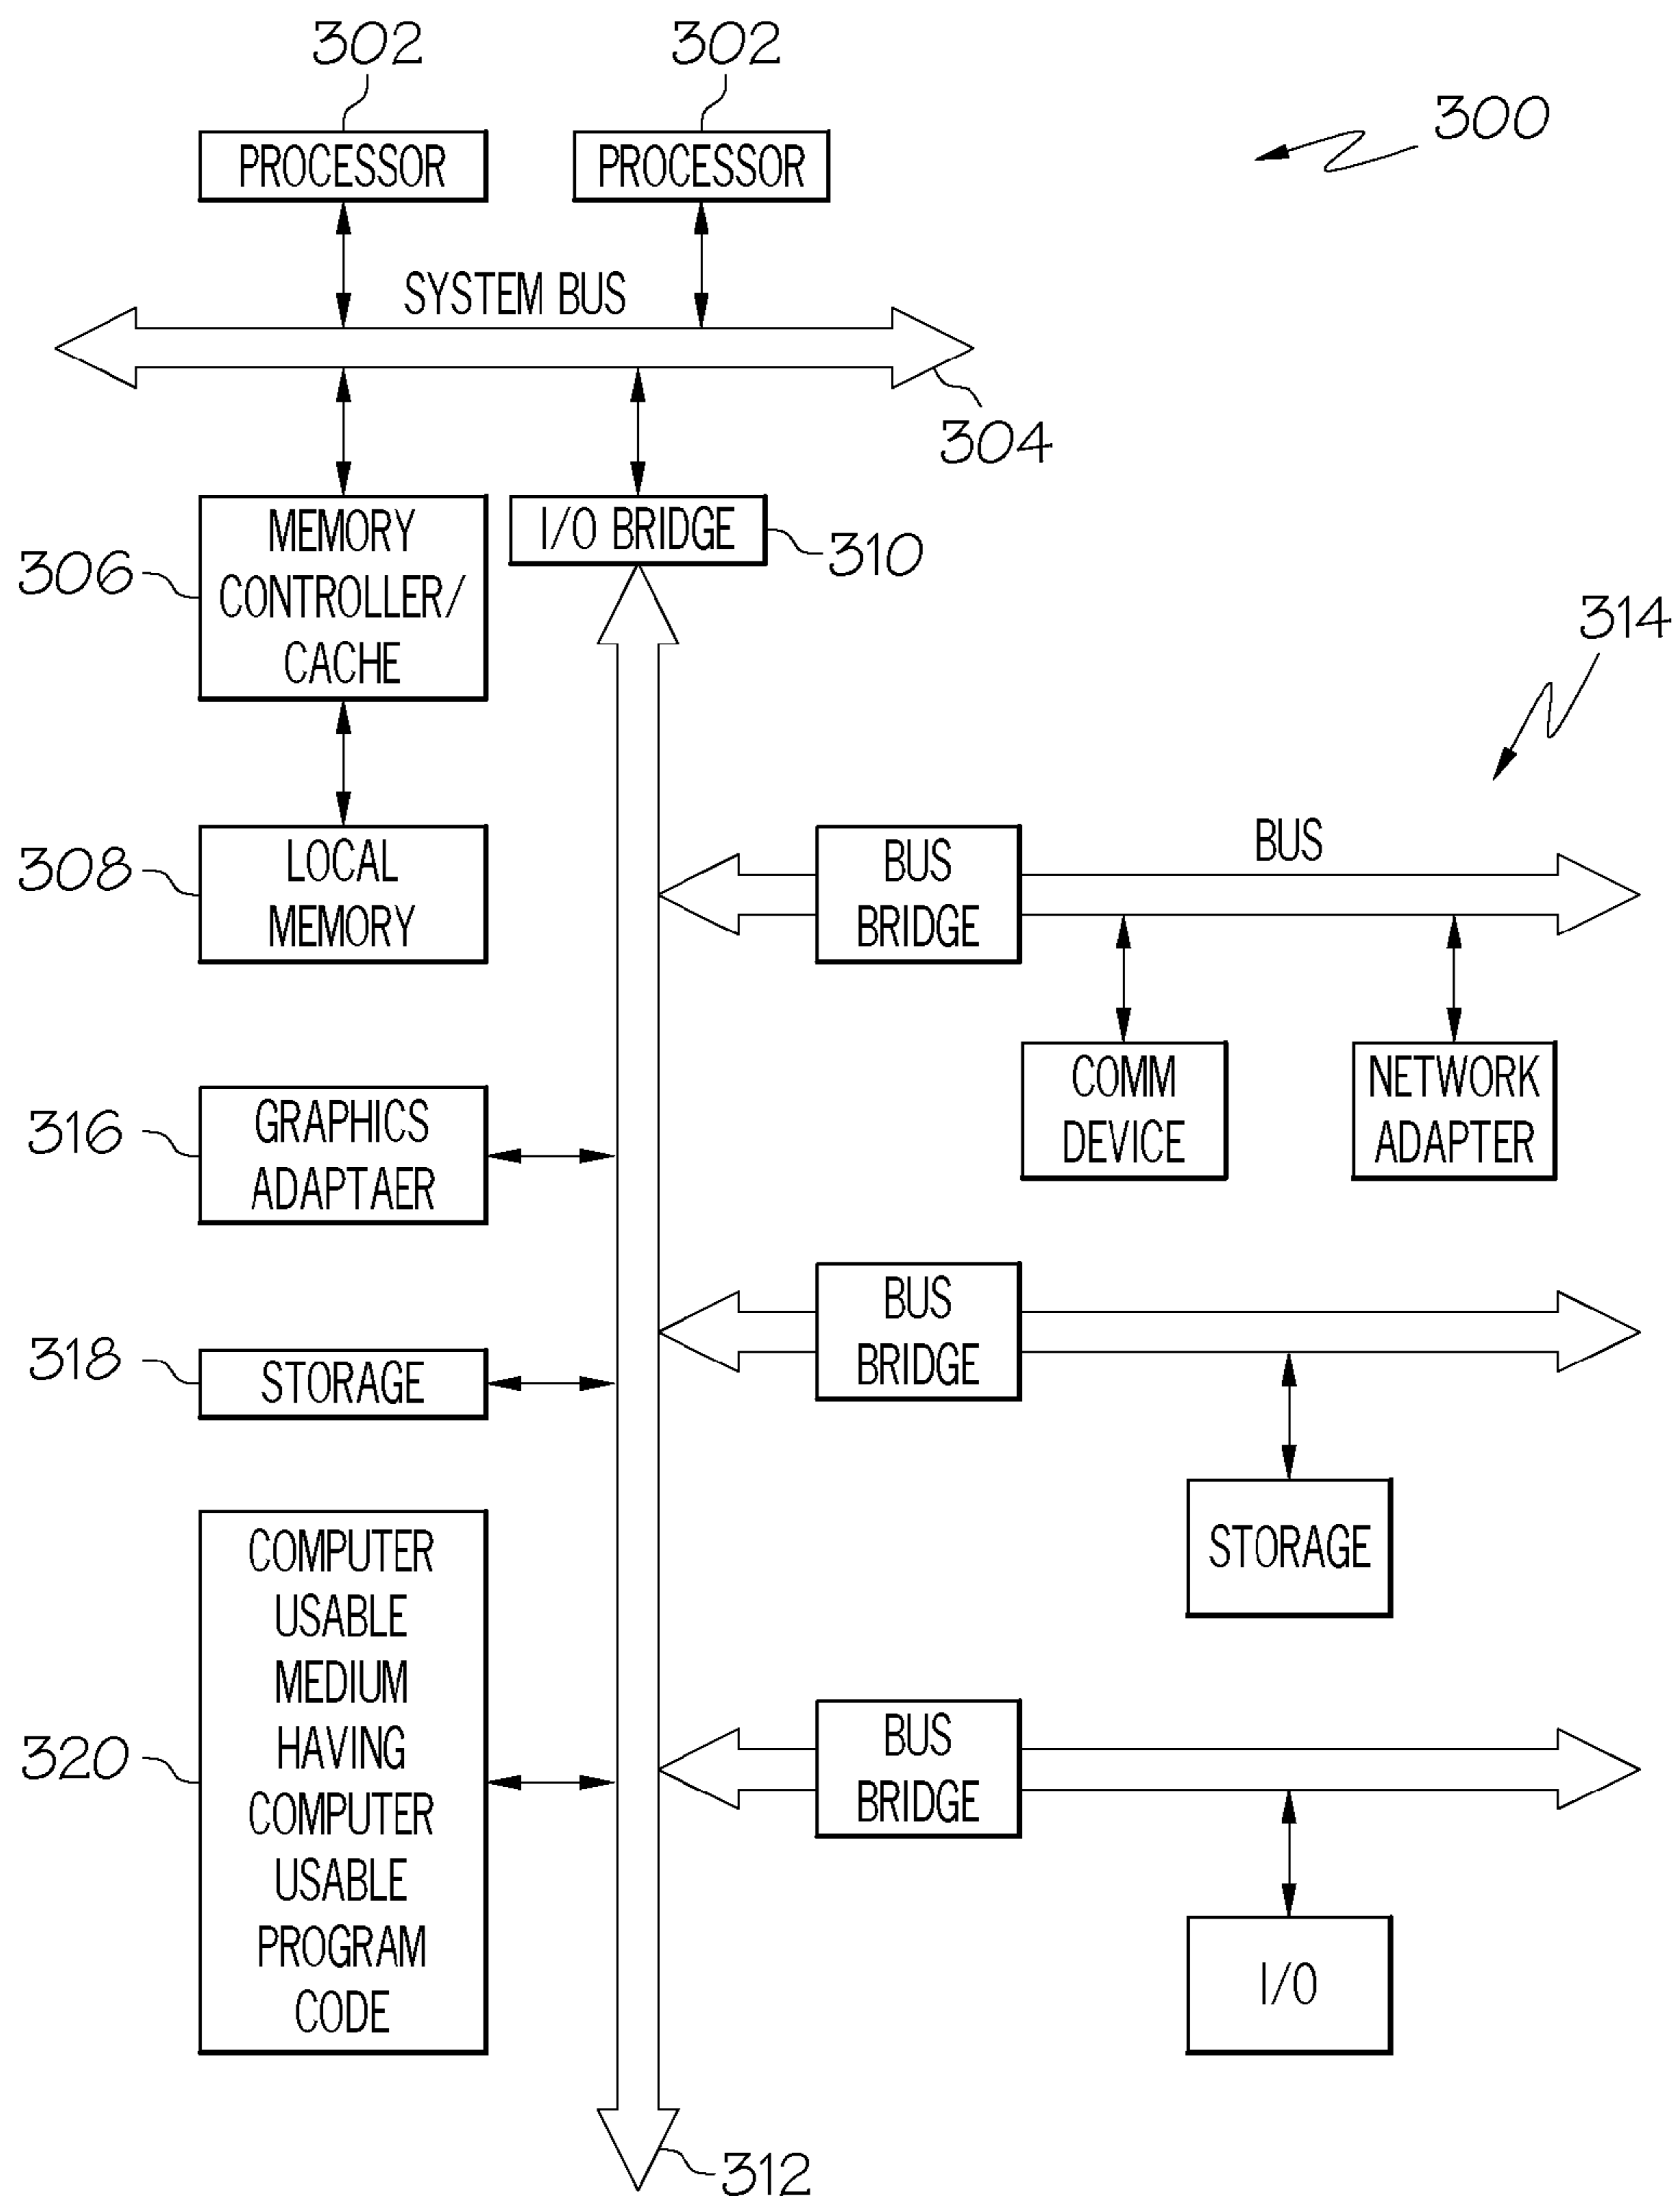 302
302
300
PROCESSOR
PROCESSOR
SYSTEM BUS
304
MEMORY
CONTROLLER/
CACHE
306
I/O BRIDGE
310
314
LOCAL
MEMORY
308
BUS
BRIDGE
BUS
COMM
DEVICE
NETWORK
ADAPTER
316
GRAPHICS
ADAPTAER
BUS
BRIDGE
318
STORAGE
STORAGE
320
COMPUTER
USABLE
MEDIUM
HAVING
COMPUTER
USABLE
PROGRAM
CODE
BUS
BRIDGE
I/O
312